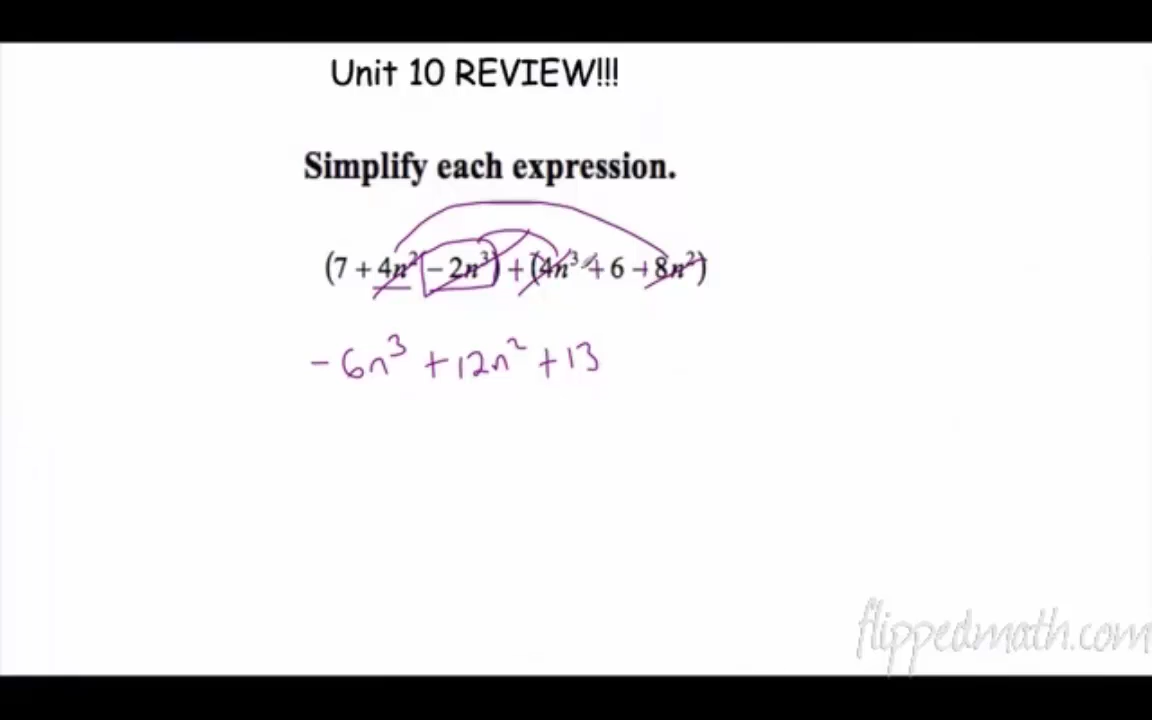 Unit 10 REVIEW!!!
Simplify each expression.
(7 + 4n² − 2n³) + (4n³ + 6 + 8n²)
− 6n³ + 12n² + 13
flippedmath.com